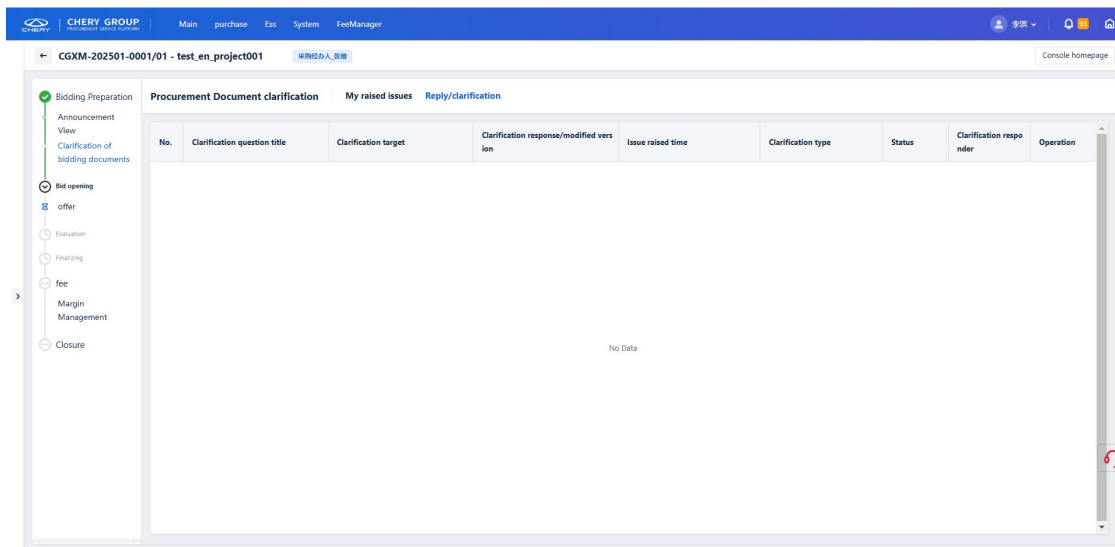 CHERY
CHERY GROUP
PROCUREMENT SERVICE PLATFORM
Main purchase Ess System FeeManager
李滨
93
← CGXM-202501-0001/01 - test_en_project001
采购经办人_张维
Console homepage
Bidding Preparation
Announcement
View
Clarification of
bidding documents
Bid opening
offer
Evaluation
Finalizing
fee
Margin
Management
Closure
Procurement Document clarification My raised issues Reply/clarification
No. Clarification question title Clarification target Clarification response/modified vers
ion Issue raised time Clarification type Status Clarification respo
nder Operation
No Data